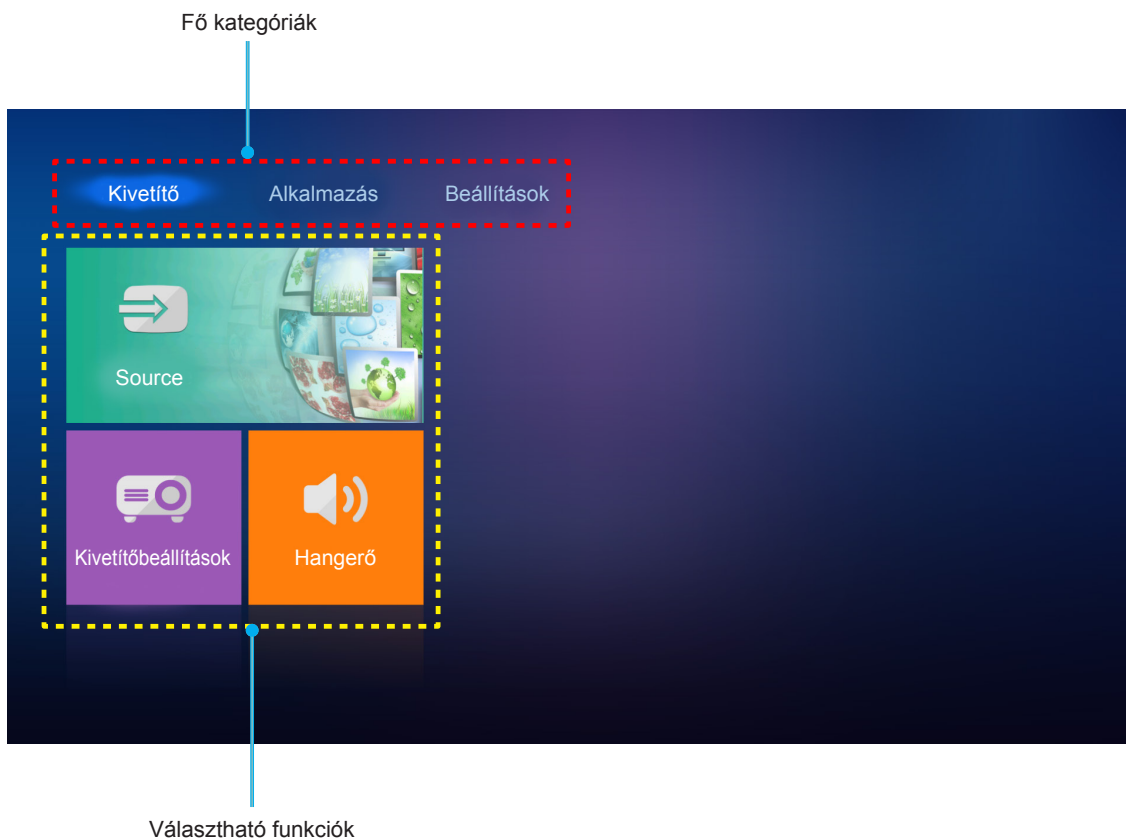 Fő kategóriák
Kivetítő Alkalmazás Beállítások
Source
Kivetítőbeállítások Hangerő
Választható funkciók